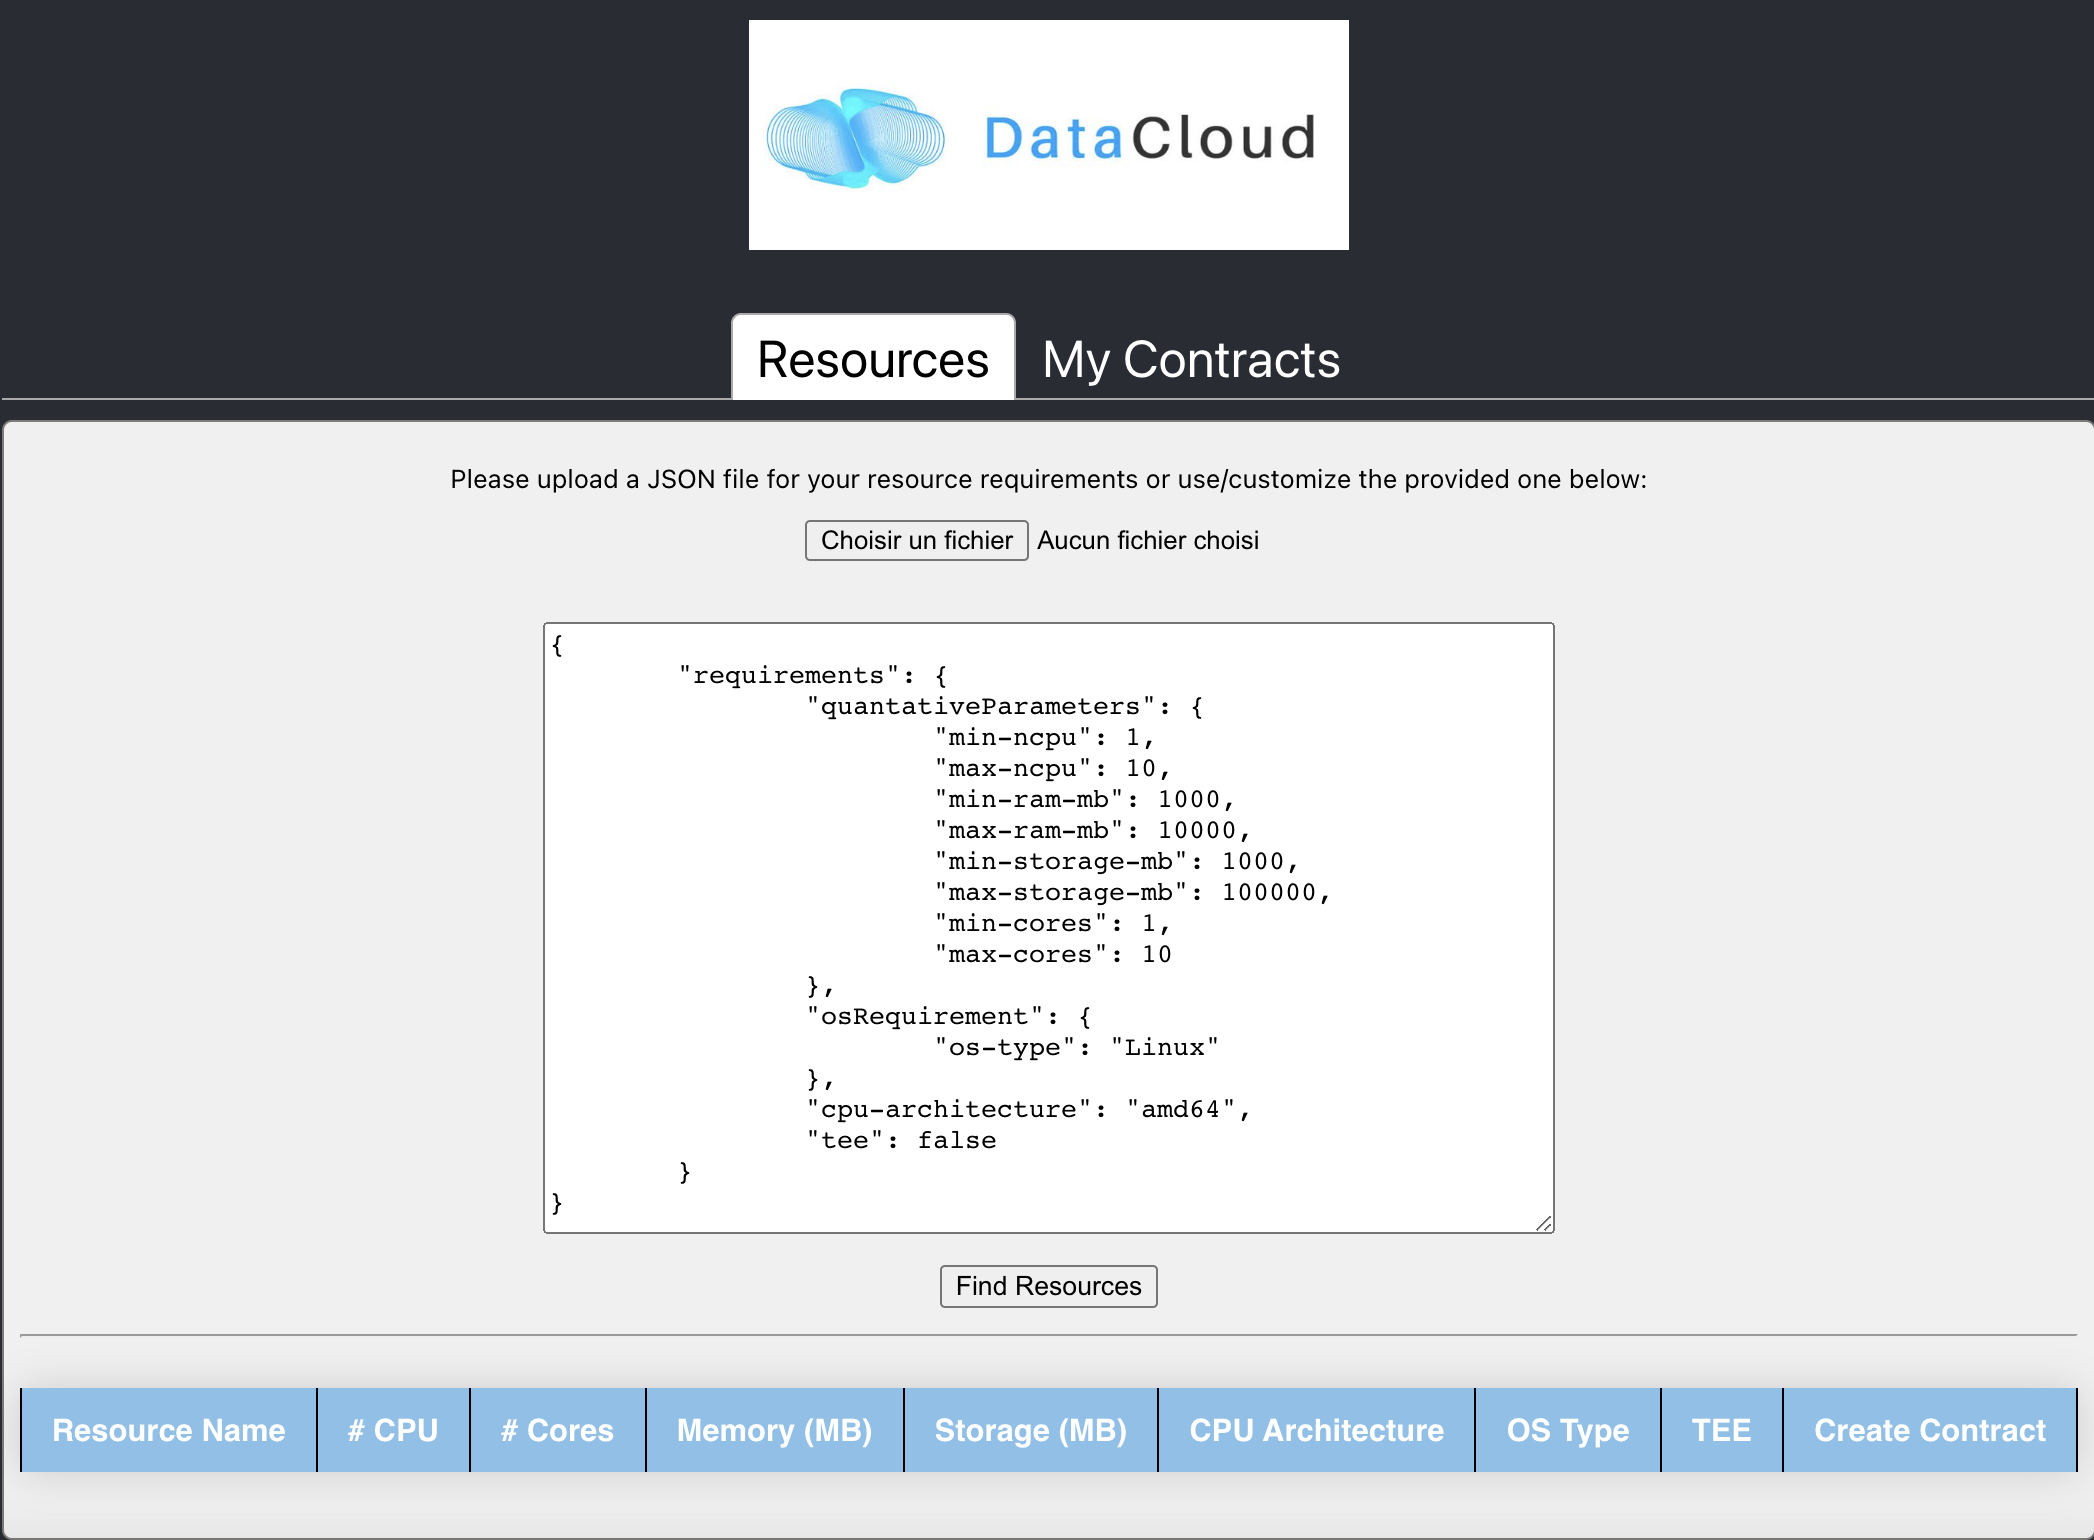 DataCloud
Resources My Contracts
Please upload a JSON file for your resource requirements or use/customize the provided one below:
Choisir un fichier Aucun fichier choisi
{
"requirements": {
"quantativeParameters": {
"min-ncpu": 1,
"max-ncpu": 10,
"min-ram-mb": 1000,
"max-ram-mb": 10000,
"min-storage-mb": 1000,
"max-storage-mb": 100000,
"min-cores": 1,
"max-cores": 10
},
"osRequirement": {
"os-type": "Linux"
},
"cpu-architecture": "amd64",
"tee": false
}
}
Find Resources
Resource Name # CPU # Cores Memory (MB) Storage (MB) CPU Architecture OS Type TEE Create Contract